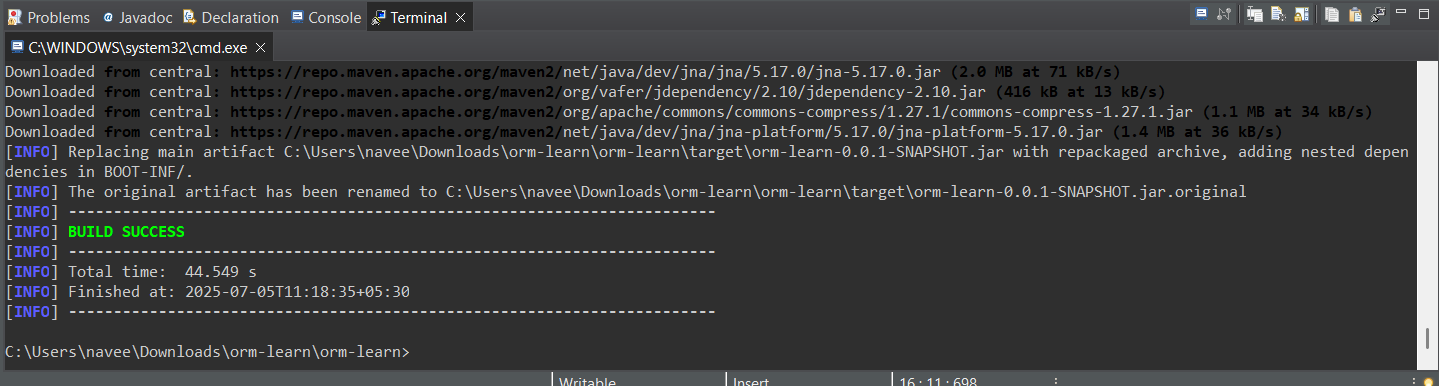 Problems @ Javadoc Declaration Console Terminal
C:\WINDOWS\system32\cmd.exe
Downloaded from central: https://repo.maven.apache.org/maven2/net/java/dev/jna/jna/5.17.0/jna-5.17.0.jar (2.0 MB at 71 kB/s)
Downloaded from central: https://repo.maven.apache.org/maven2/org/vafer/jdependency/2.10/jdependency-2.10.jar (416 kB at 13 kB/s)
Downloaded from central: https://repo.maven.apache.org/maven2/org/apache/commons/commons-compress/1.27.1/commons-compress-1.27.1.jar (1.1 MB at 34 kB/s)
Downloaded from central: https://repo.maven.apache.org/maven2/net/java/dev/jna/jna-platform/5.17.0/jna-platform-5.17.0.jar (1.4 MB at 36 kB/s)
[INFO] Replacing main artifact C:\Users\navee\Downloads\orm-learn\orm-learn\target\orm-learn-0.0.1-SNAPSHOT.jar with repackaged archive, adding nested depen
dencies in BOOT-INF/.
[INFO] The original artifact has been renamed to C:\Users\navee\Downloads\orm-learn\orm-learn\target\orm-learn-0.0.1-SNAPSHOT.jar.original
[INFO] ------------------------------------------------------------------------
[INFO] BUILD SUCCESS
[INFO] ------------------------------------------------------------------------
[INFO] Total time:  44.549 s
[INFO] Finished at: 2025-07-05T11:18:35+05:30
[INFO] ------------------------------------------------------------------------
C:\Users\navee\Downloads\orm-learn\orm-learn>
Writable Insert 16 : 11 : 698